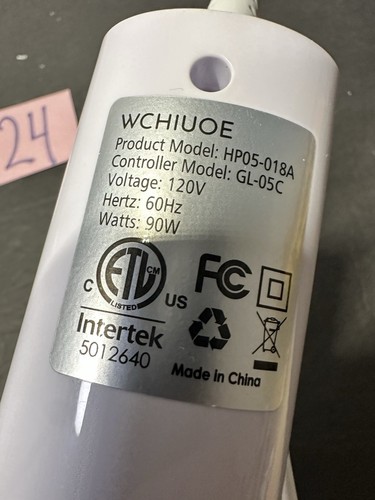 24
WCHIUOE
Product Model: HP05-018A
Controller Model: GL-05C
Voltage: 120V
Hertz: 60Hz
Watts: 90W
C ETL CM US
LISTED
FC
Intertek
5012640
Made in China